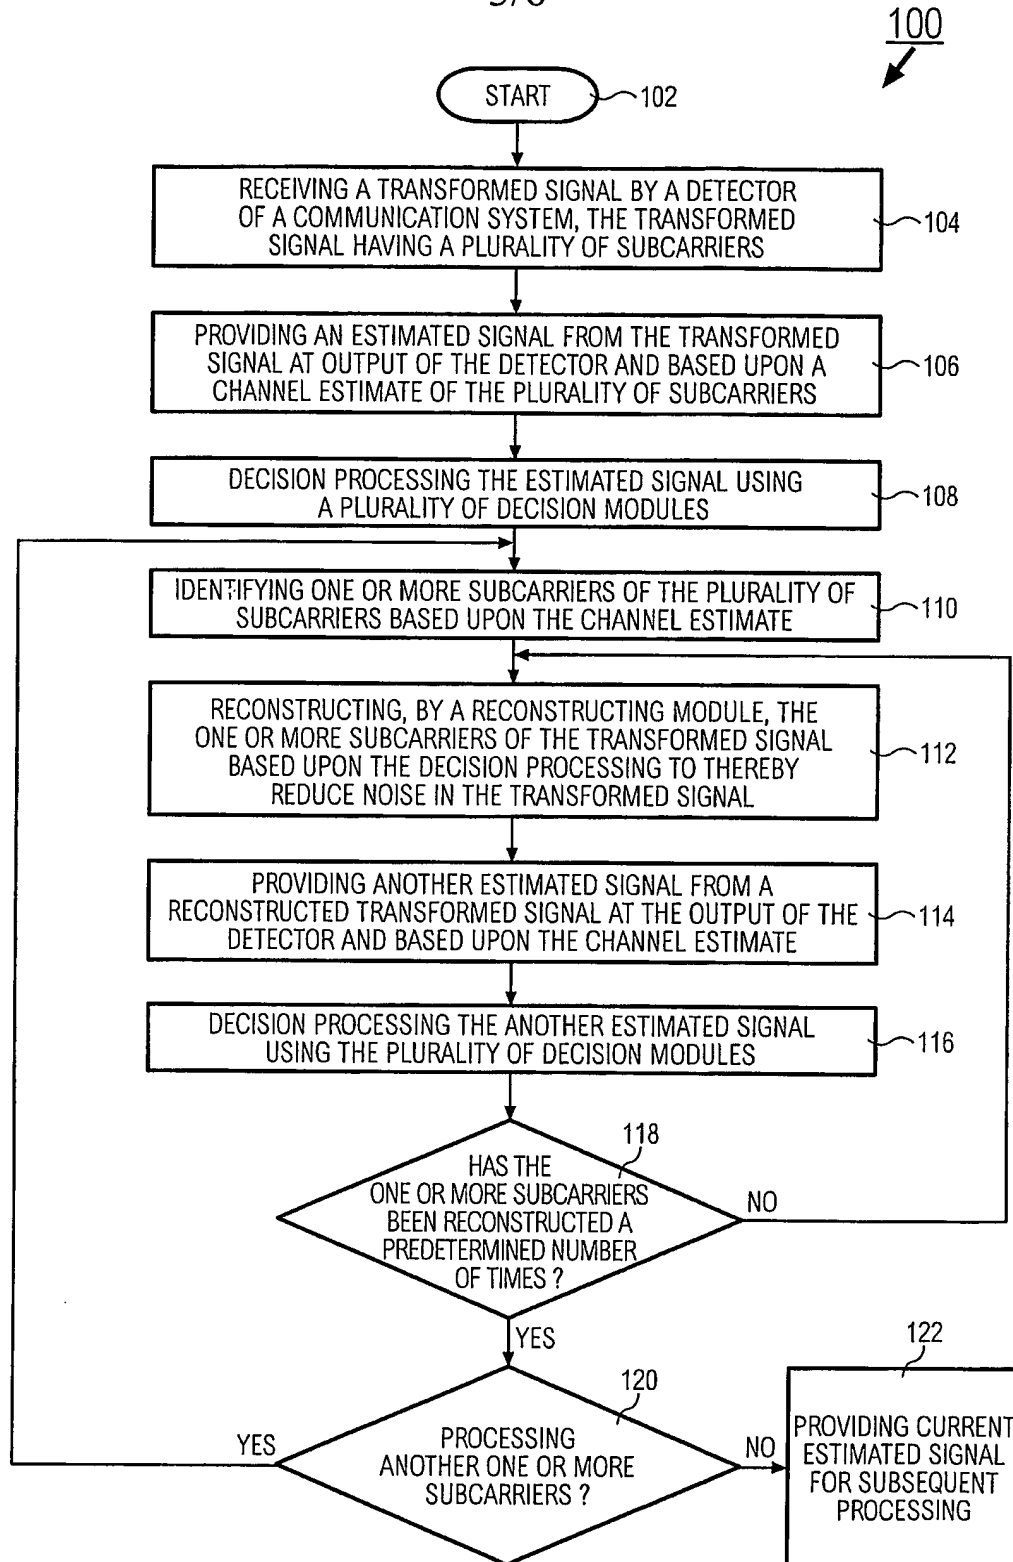 100
START
102
RECEIVING A TRANSFORMED SIGNAL BY A DETECTOR
OF A COMMUNICATION SYSTEM, THE TRANSFORMED
SIGNAL HAVING A PLURALITY OF SUBCARRIERS
104
PROVIDING AN ESTIMATED SIGNAL FROM THE TRANSFORMED
SIGNAL AT OUTPUT OF THE DETECTOR AND BASED UPON A
CHANNEL ESTIMATE OF THE PLURALITY OF SUBCARRIERS
106
DECISION PROCESSING THE ESTIMATED SIGNAL USING
A PLURALITY OF DECISION MODULES
108
IDENTIFYING ONE OR MORE SUBCARRIERS OF THE PLURALITY OF
SUBCARRIERS BASED UPON THE CHANNEL ESTIMATE
110
RECONSTRUCTING, BY A RECONSTRUCTING MODULE, THE
ONE OR MORE SUBCARRIERS OF THE TRANSFORMED SIGNAL
BASED UPON THE DECISION PROCESSING TO THEREBY
REDUCE NOISE IN THE TRANSFORMED SIGNAL
112
PROVIDING ANOTHER ESTIMATED SIGNAL FROM A
RECONSTRUCTED TRANSFORMED SIGNAL AT THE OUTPUT OF THE
DETECTOR AND BASED UPON THE CHANNEL ESTIMATE
114
DECISION PROCESSING THE ANOTHER ESTIMATED SIGNAL
USING THE PLURALITY OF DECISION MODULES
116
118
HAS THE
ONE OR MORE SUBCARRIERS
BEEN RECONSTRUCTED A
PREDETERMINED NUMBER
OF TIMES ?
NO
YES
120
PROCESSING
ANOTHER ONE OR MORE
SUBCARRIERS ?
YES
NO
122
PROVIDING CURRENT
ESTIMATED SIGNAL
FOR SUBSEQUENT
PROCESSING